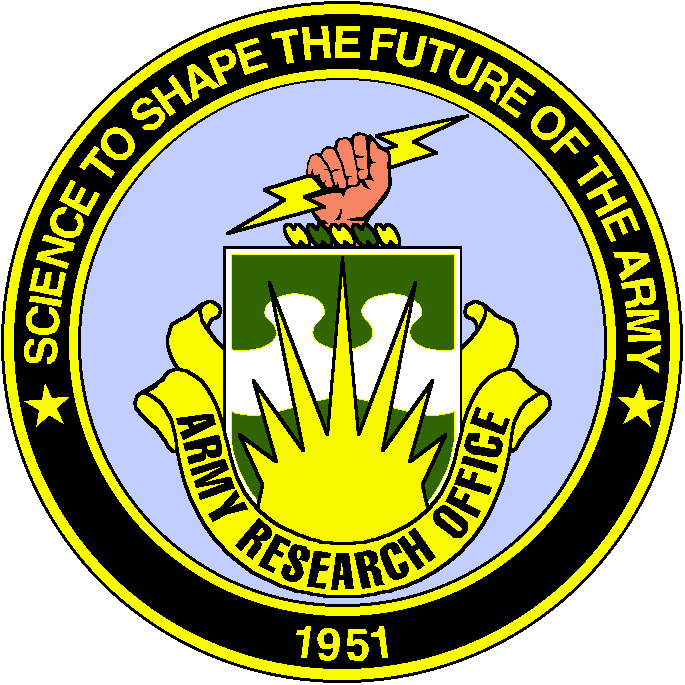 SCIENCE TO SHAPE THE FUTURE OF THE ARMY
ARMY RESEARCH OFFICE
1951